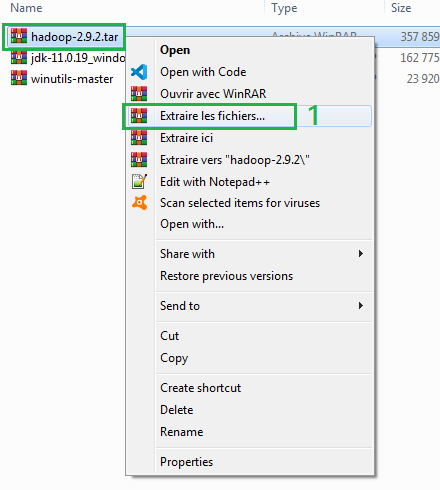 Name Type Size
hadoop-2.9.2.tar Archive WinRAR 357 859
jdk-11.0.19_windo 162 775
winutils-master 23 920
Open
Open with Code
Ouvrir avec WinRAR
Extraire les fichiers... 1
Extraire ici
Extraire vers "hadoop-2.9.2\"
Edit with Notepad++
Scan selected items for viruses
Open with...
Share with
Restore previous versions
Send to
Cut
Copy
Create shortcut
Delete
Rename
Properties